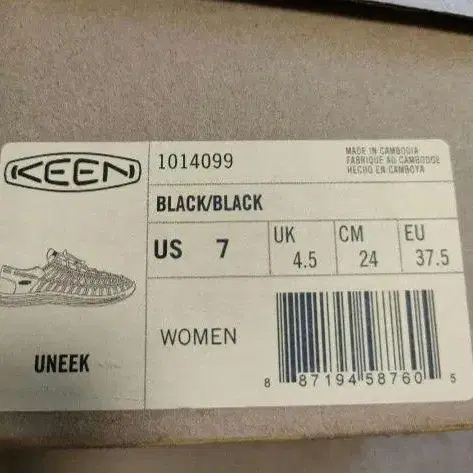 KEEN
1014099
MADE IN CAMBODIA
FABRIQUE AU CAMBODGE
HECHO EN CAMBOYA
BLACK/BLACK
US 7
UK 4.5
CM 24
EU 37.5
UNEEK
WOMEN
8 87194 58760 5